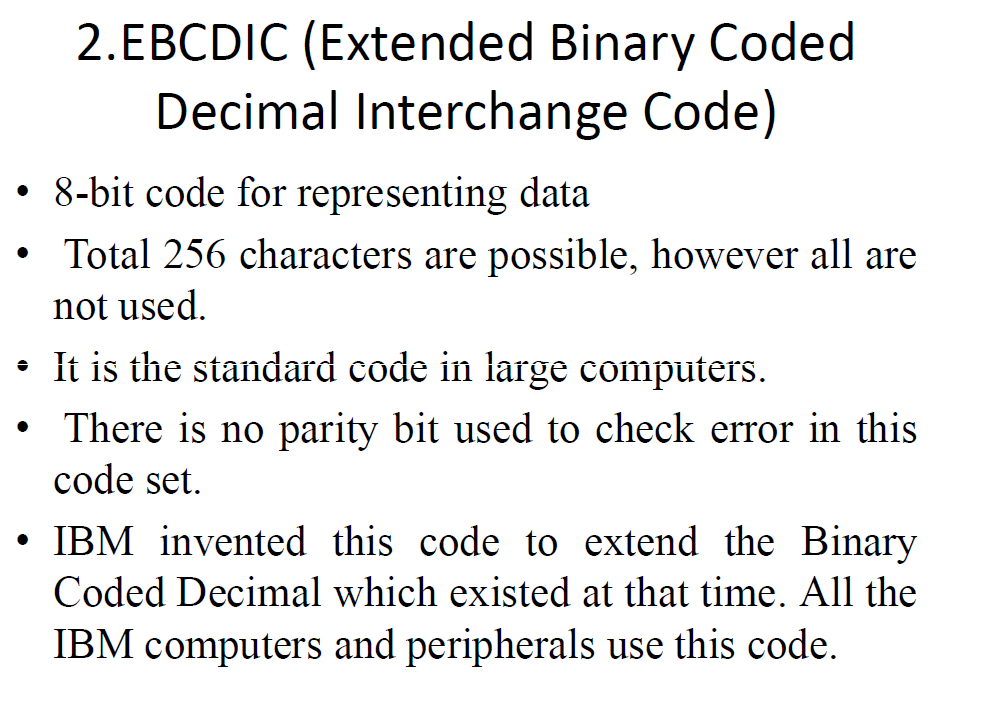 2.EBCDIC (Extended Binary Coded
Decimal Interchange Code)
• 8-bit code for representing data
• Total 256 characters are possible, however all are
not used.
• It is the standard code in large computers.
• There is no parity bit used to check error in this
code set.
• IBM invented this code to extend the Binary
Coded Decimal which existed at that time. All the
IBM computers and peripherals use this code.